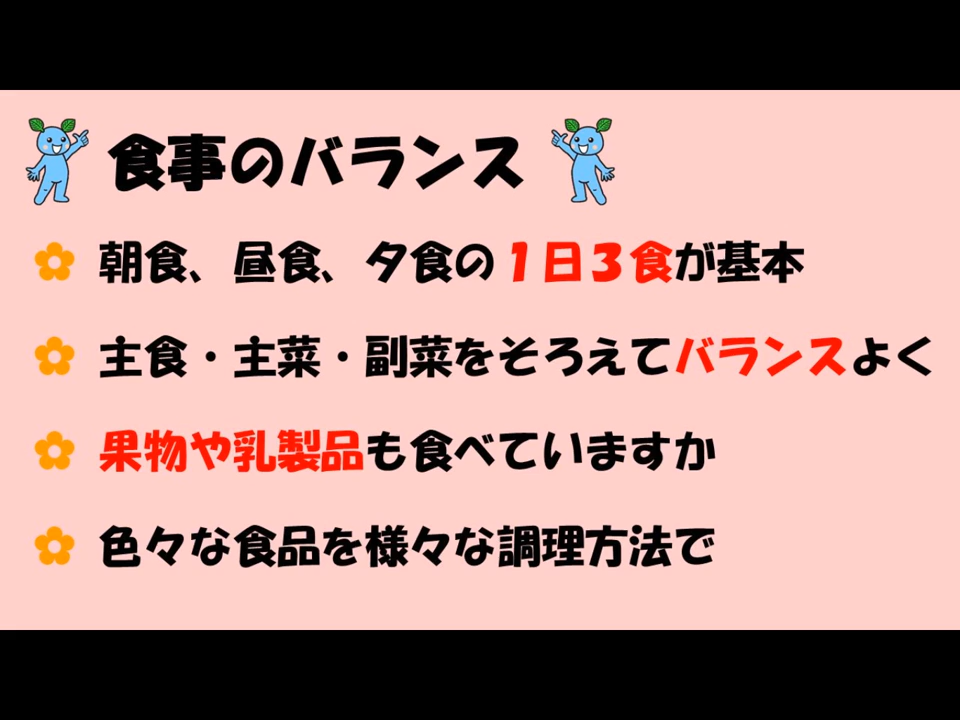 食事のバランス
朝食、昼食、夕食の１日３食が基本
主食・主菜・副菜をそろえてバランスよく
果物や乳製品も食べていますか
色々な食品を様々な調理方法で